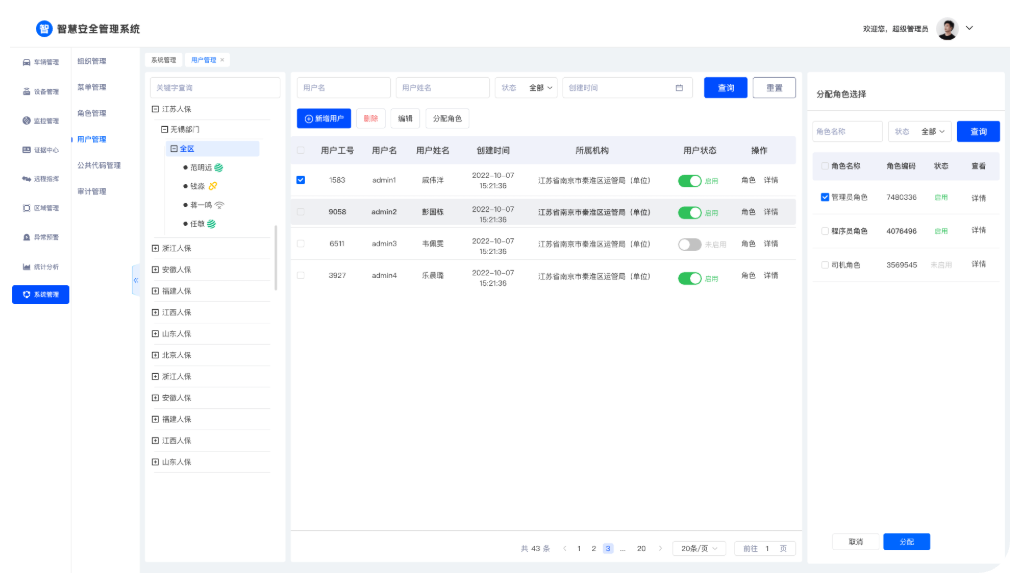 智 智慧安全管理系统
欢迎您，超级管理员
车辆管理
设备管理
监控管理
证据中心
远程指挥
区域管理
异常预警
统计分析
系统管理
组织管理
菜单管理
角色管理
用户管理
公共代码管理
审计管理
系统管理 用户管理 ×
关键字查询
江苏人保
无锡部门
全区
范明远
钱淼
蒋一鸣
任敏
浙江人保
安徽人保
福建人保
江西人保
山东人保
北京人保
浙江人保
安徽人保
福建人保
江西人保
山东人保
用户名 用户姓名 状态 全部 创建时间 查询 重置
新增用户 删除 编辑 分配角色
用户工号 用户名 用户姓名 创建时间 所属机构 用户状态 操作
1583 admin1 戚伟洋 2022-10-07 15:21:36 江苏省南京市秦淮区运管局（单位） 启用 角色 详情
9058 admin2 彭国栋 2022-10-07 15:21:36 江苏省南京市秦淮区运管局（单位） 启用 角色 详情
6511 admin3 韦佩雯 2022-10-07 15:21:36 江苏省南京市秦淮区运管局（单位） 未启用 角色 详情
3927 admin4 乐晨璐 2022-10-07 15:21:36 江苏省南京市秦淮区运管局（单位） 启用 角色 详情
共 43 条 1 2 3 ... 20 20条/页 前往 1 页
分配角色选择
角色名称 状态 全部 查询
角色名称 角色编码 状态 查看
管理员角色 7480336 启用 详情
程序员角色 4076496 启用 详情
司机角色 3569545 未启用 详情
取消 分配